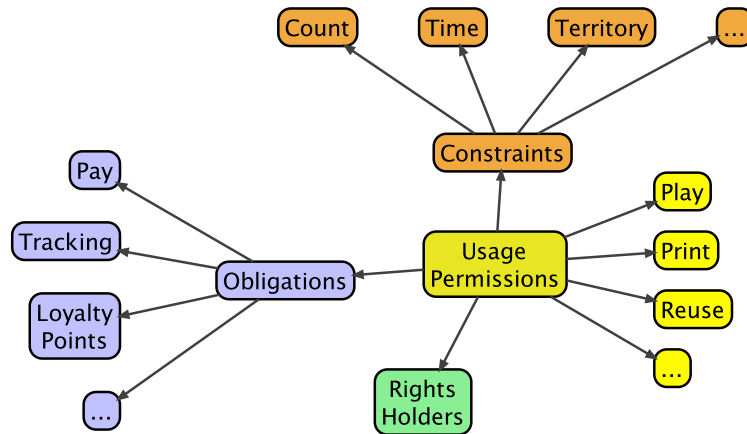 Count
Time
Territory
...
Constraints
Pay
Play
Tracking
Usage
Permissions
Print
Obligations
Loyalty
Points
Reuse
...
Rights
Holders
...